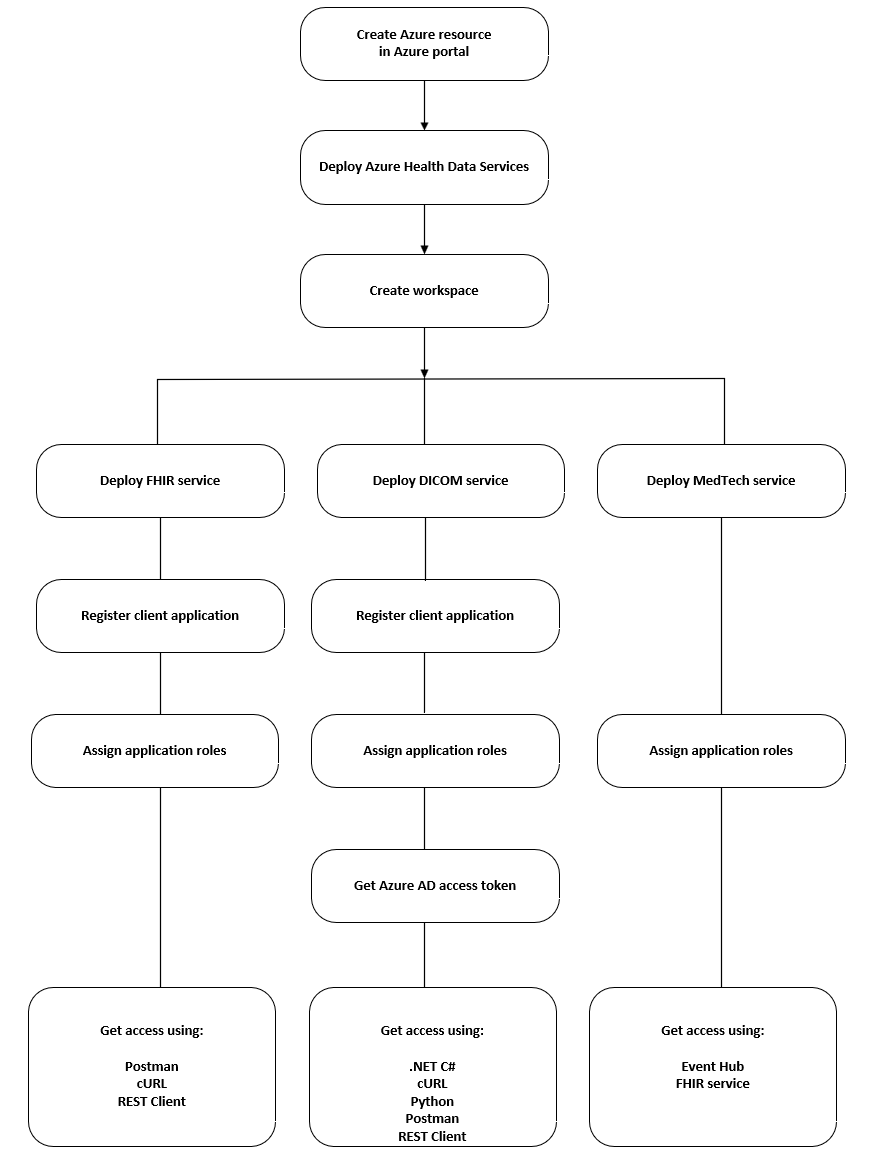 Create Azure resource
in Azure portal
Deploy Azure Health Data Services
Create workspace
Deploy FHIR service
Deploy DICOM service
Deploy MedTech service
Register client application
Register client application
Assign application roles
Assign application roles
Assign application roles
Get Azure AD access token
Get access using:
Postman
cURL
REST Client
Get access using:
.NET C#
cURL
Python
Postman
REST Client
Get access using:
Event Hub
FHIR service